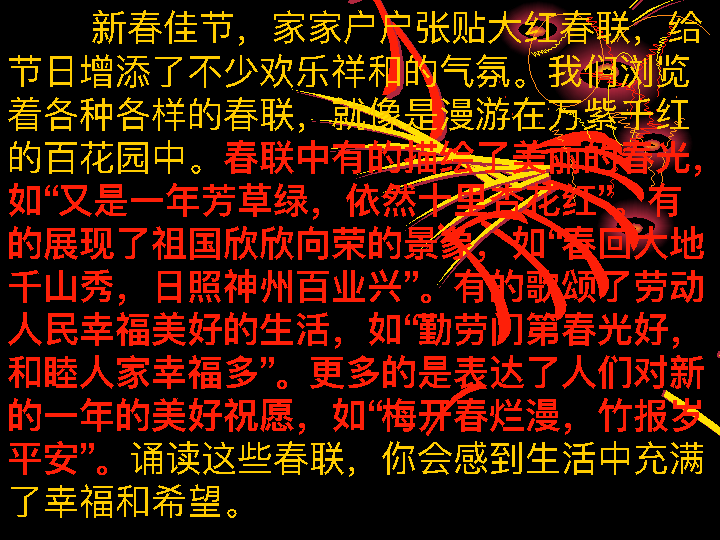 新春佳节，家家户户张贴大红春联，给
节日增添了不少欢乐祥和的气氛。我们浏览
着各种各样的春联，就像是漫游在万紫千红
的百花园中。春联中有的描绘了美丽的春光，
如“又是一年芳草绿，依然十里杏花红”。有
的展现了祖国欣欣向荣的景象，如“春回大地
千山秀，日照神州百业兴”。有的歌颂了劳动
人民幸福美好的生活，如“勤劳门第春光好，
和睦人家幸福多”。更多的是表达了人们对新
的一年的美好祝愿，如“梅开春烂漫，竹报岁
平安”。诵读这些春联，你会感到生活中充满
了幸福和希望。